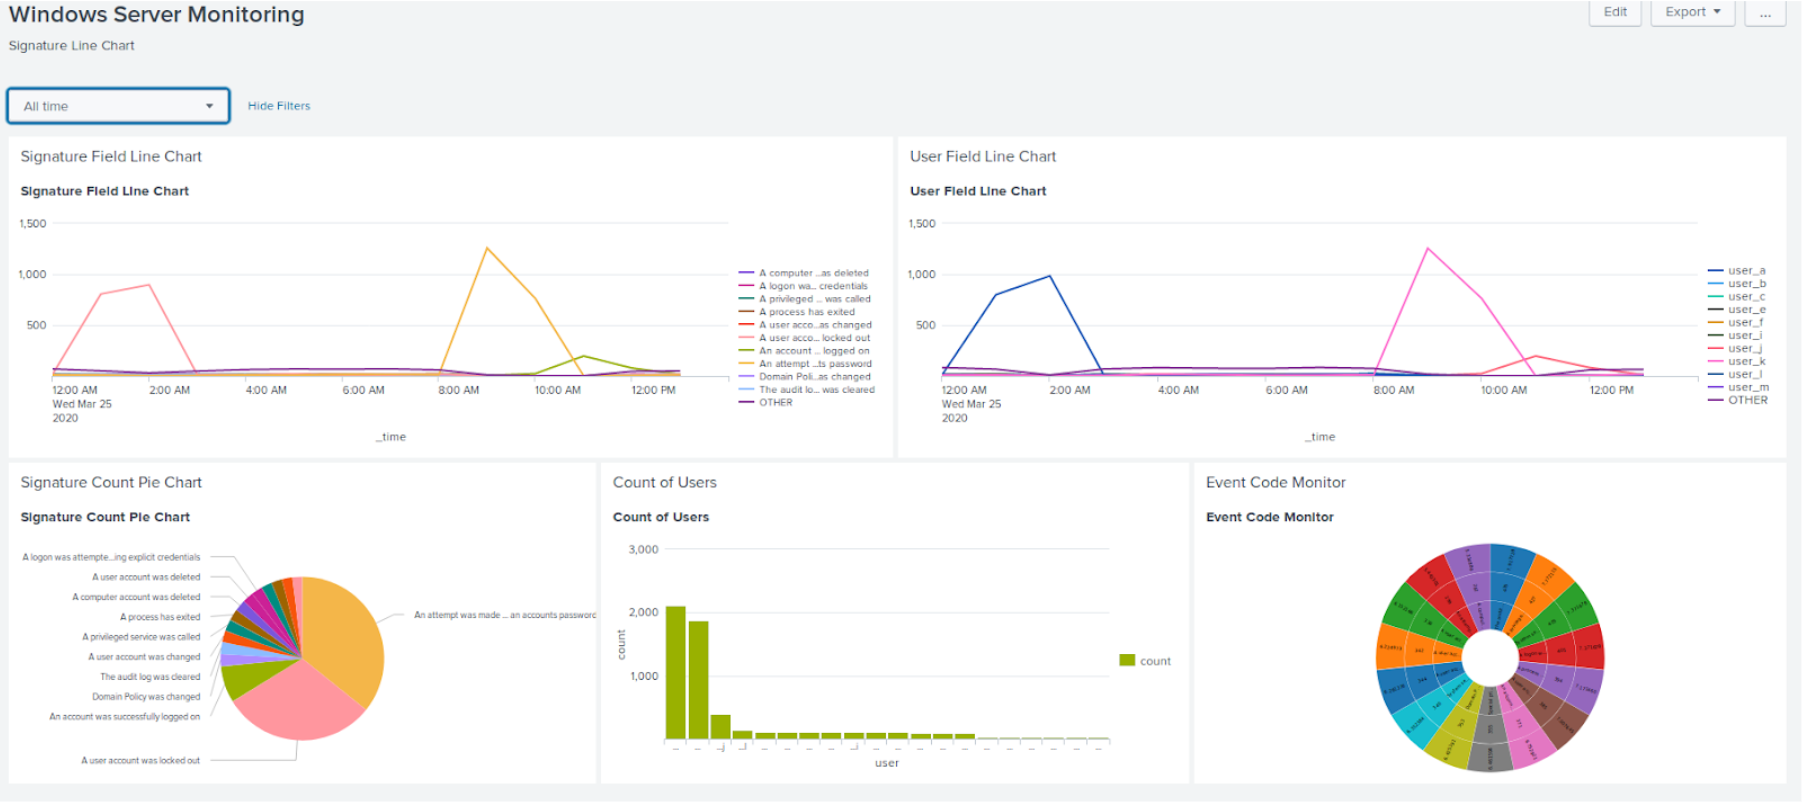 Windows Server Monitoring
Edit
Export
...
Signature Line Chart
All time
Hide Filters
Signature Field Line Chart
Signature Field Line Chart
1,500
1,000
500
12:00 AM
Wed Mar 25
2020
2:00 AM
4:00 AM
6:00 AM
8:00 AM
10:00 AM
12:00 PM
_time
A computer ...as deleted
A logon wa... credentials
A privileged ... was called
A process has exited
A user acco...as changed
A user acco... locked out
An account ... logged on
An attempt ...ts password
Domain Poli...as changed
The audit lo... was cleared
OTHER
User Field Line Chart
User Field Line Chart
1,500
1,000
500
12:00 AM
Wed Mar 25
2020
2:00 AM
4:00 AM
6:00 AM
8:00 AM
10:00 AM
12:00 PM
_time
user_a
user_b
user_c
user_e
user_f
user_i
user_j
user_k
user_l
user_m
OTHER
Signature Count Pie Chart
Signature Count Pie Chart
A logon was attempte...ing explicit credentials
A user account was deleted
A computer account was deleted
A process has exited
A privileged service was called
A user account was changed
The audit log was cleared
Domain Policy was changed
An account was successfully logged on
A user account was locked out
An attempt was made ... an accounts password
Count of Users
Count of Users
3,000
2,000
1,000
count
user
count
Event Code Monitor
Event Code Monitor